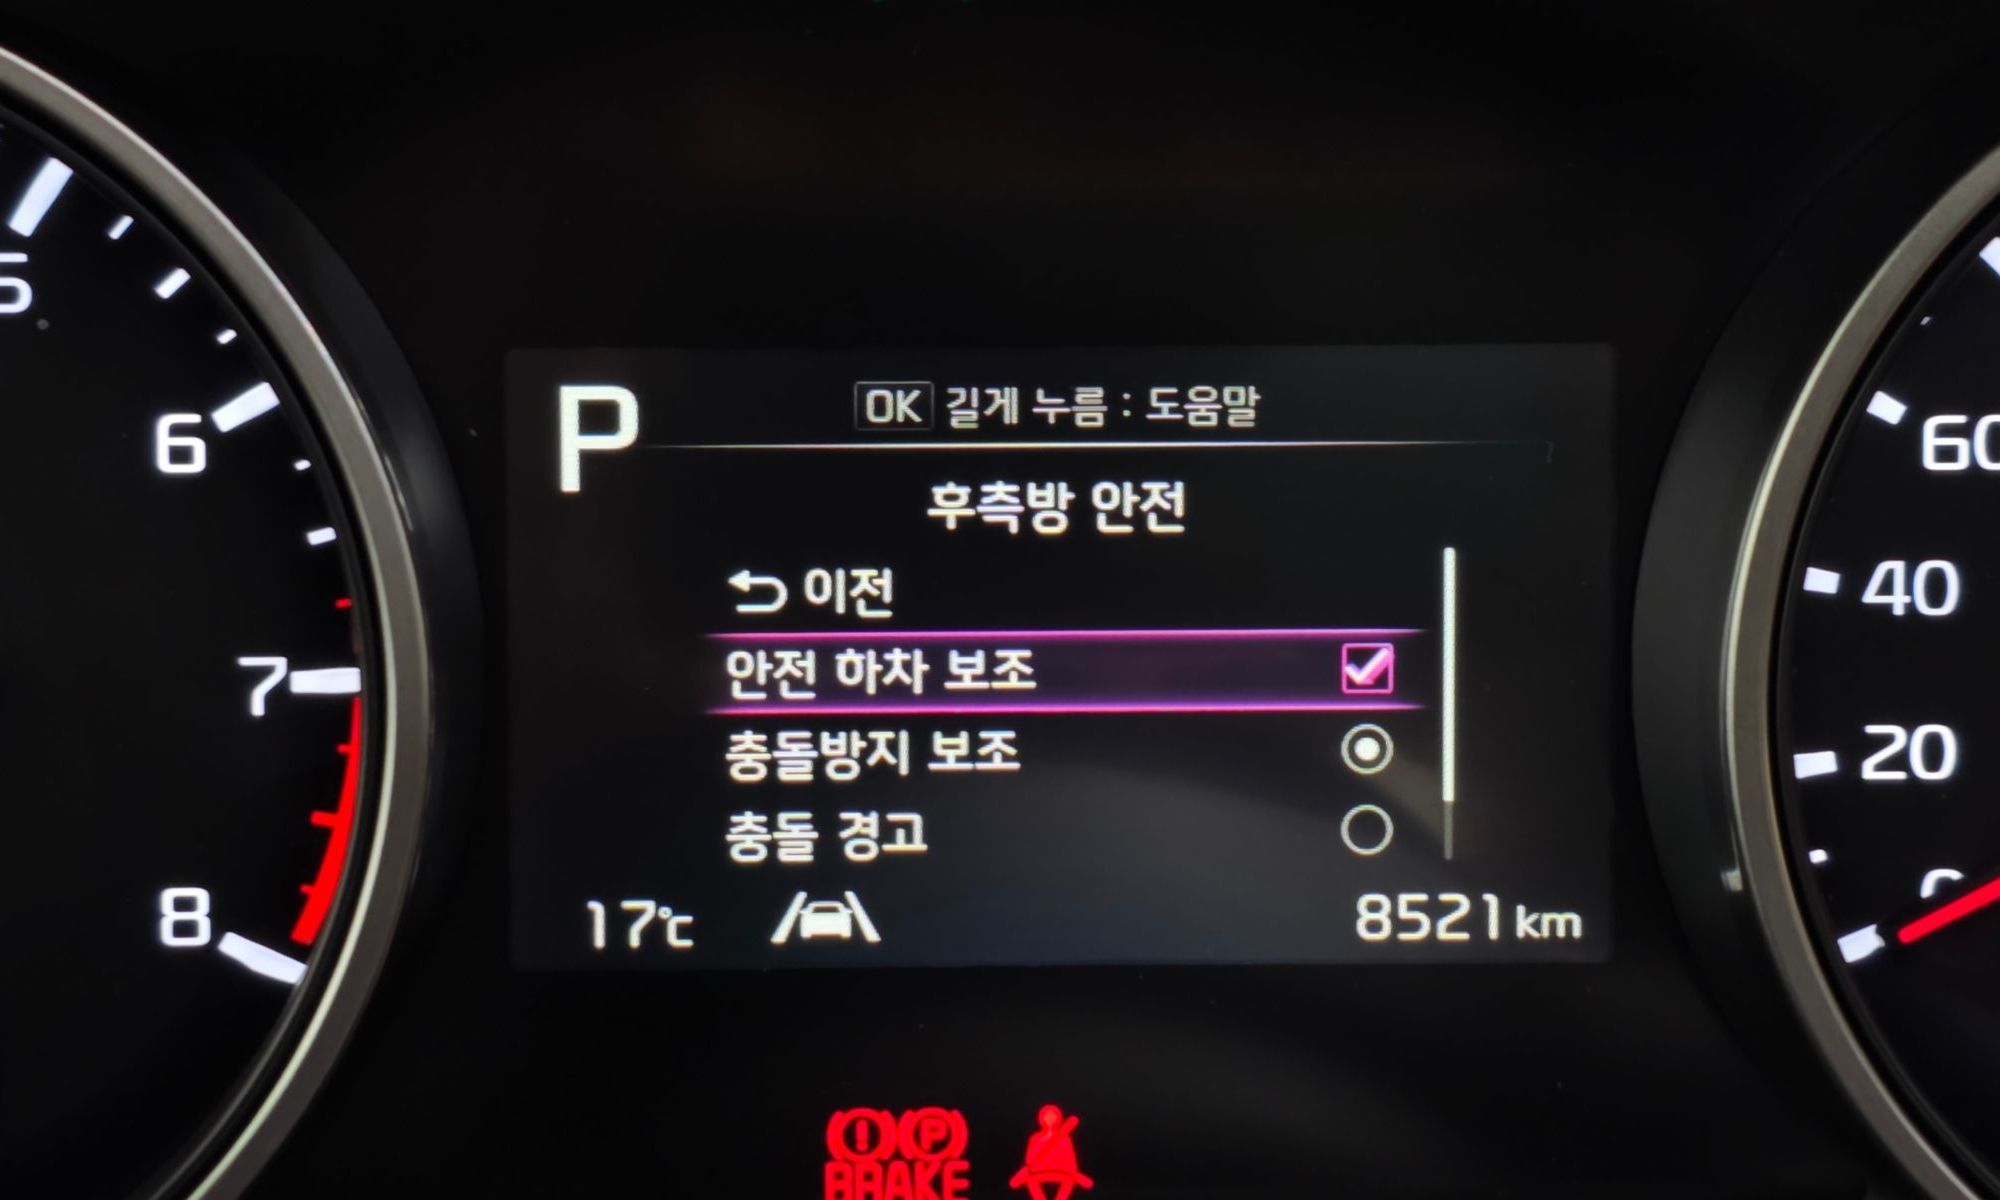 P
OK 길게 누름 : 도움말
후측방 안전
이전
안전 하차 보조
충돌방지 보조
충돌 경고
17℃
8521 km
5
6
7
8
60
40
20
0
P
BRAKE